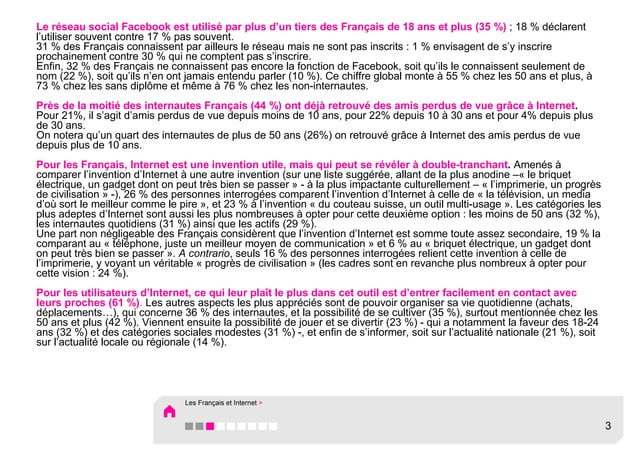 Le réseau social Facebook est utilisé par plus d'un tiers des Français de 18 ans et plus (35 %) ; 18 % déclarent
l'utiliser souvent contre 17 % pas souvent.
31 % des Français connaissent par ailleurs le réseau mais ne sont pas inscrits : 1 % envisagent de s'y inscrire
prochainement contre 30 % qui ne comptent pas s'inscrire.
Enfin, 32 % des Français ne connaissent pas encore la fonction de Facebook, soit qu'ils le connaissent seulement de
nom (22 %), soit qu'ils n'en ont jamais entendu parler (10 %). Ce chiffre global monte à 55 % chez les 50 ans et plus, à
73 % chez les sans diplôme et même à 76 % chez les non-internautes.
Près de la moitié des internautes Français (44 %) ont déjà retrouvé des amis perdus de vue grâce à Internet.
Pour 21%, il s'agit d'amis perdus de vue depuis moins de 10 ans, pour 22% depuis 10 à 30 ans et pour 4% depuis plus
de 30 ans.
On notera qu'un quart des internautes de plus de 50 ans (26%) on retrouvé grâce à Internet des amis perdus de vue
depuis plus de 10 ans.
Pour les Français, Internet est une invention utile, mais qui peut se révéler à double-tranchant. Amenés à
comparer l'invention d'Internet à une autre invention (sur une liste suggérée, allant de la plus anodine –« le briquet
électrique, un gadget dont on peut très bien se passer » - à la plus impactante culturellement – « l'imprimerie, un progrès
de civilisation » -), 26 % des personnes interrogées comparent l'invention d'Internet à celle de « la télévision, un media
d'où sort le meilleur comme le pire », et 23 % à l'invention « du couteau suisse, un outil multi-usage ». Les catégories les
plus adeptes d'Internet sont aussi les plus nombreuses à opter pour cette deuxième option : les moins de 50 ans (32 %),
les internautes quotidiens (31 %) ainsi que les actifs (29 %).
Une part non négligeable des Français considèrent que l'invention d'Internet est somme toute assez secondaire, 19 % la
comparant au « téléphone, juste un meilleur moyen de communication » et 6 % au « briquet électrique, un gadget dont
on peut très bien se passer ». A contrario, seuls 16 % des personnes interrogées relient cette invention à celle de
l'imprimerie, y voyant un véritable « progrès de civilisation » (les cadres sont en revanche plus nombreux à opter pour
cette vision : 24 %).
Pour les utilisateurs d'Internet, ce qui leur plaît le plus dans cet outil est d'entrer facilement en contact avec
leurs proches (61 %). Les autres aspects les plus appréciés sont de pouvoir organiser sa vie quotidienne (achats,
déplacements…), qui concerne 36 % des internautes, et la possibilité de se cultiver (35 %), surtout mentionnée chez les
50 ans et plus (42 %). Viennent ensuite la possibilité de jouer et se divertir (23 %) - qui a notamment la faveur des 18-24
ans (32 %) et des catégories sociales modestes (31 %) -, et enfin de s'informer, soit sur l'actualité nationale (21 %), soit
sur l'actualité locale ou régionale (14 %).
Les Français et Internet >
3